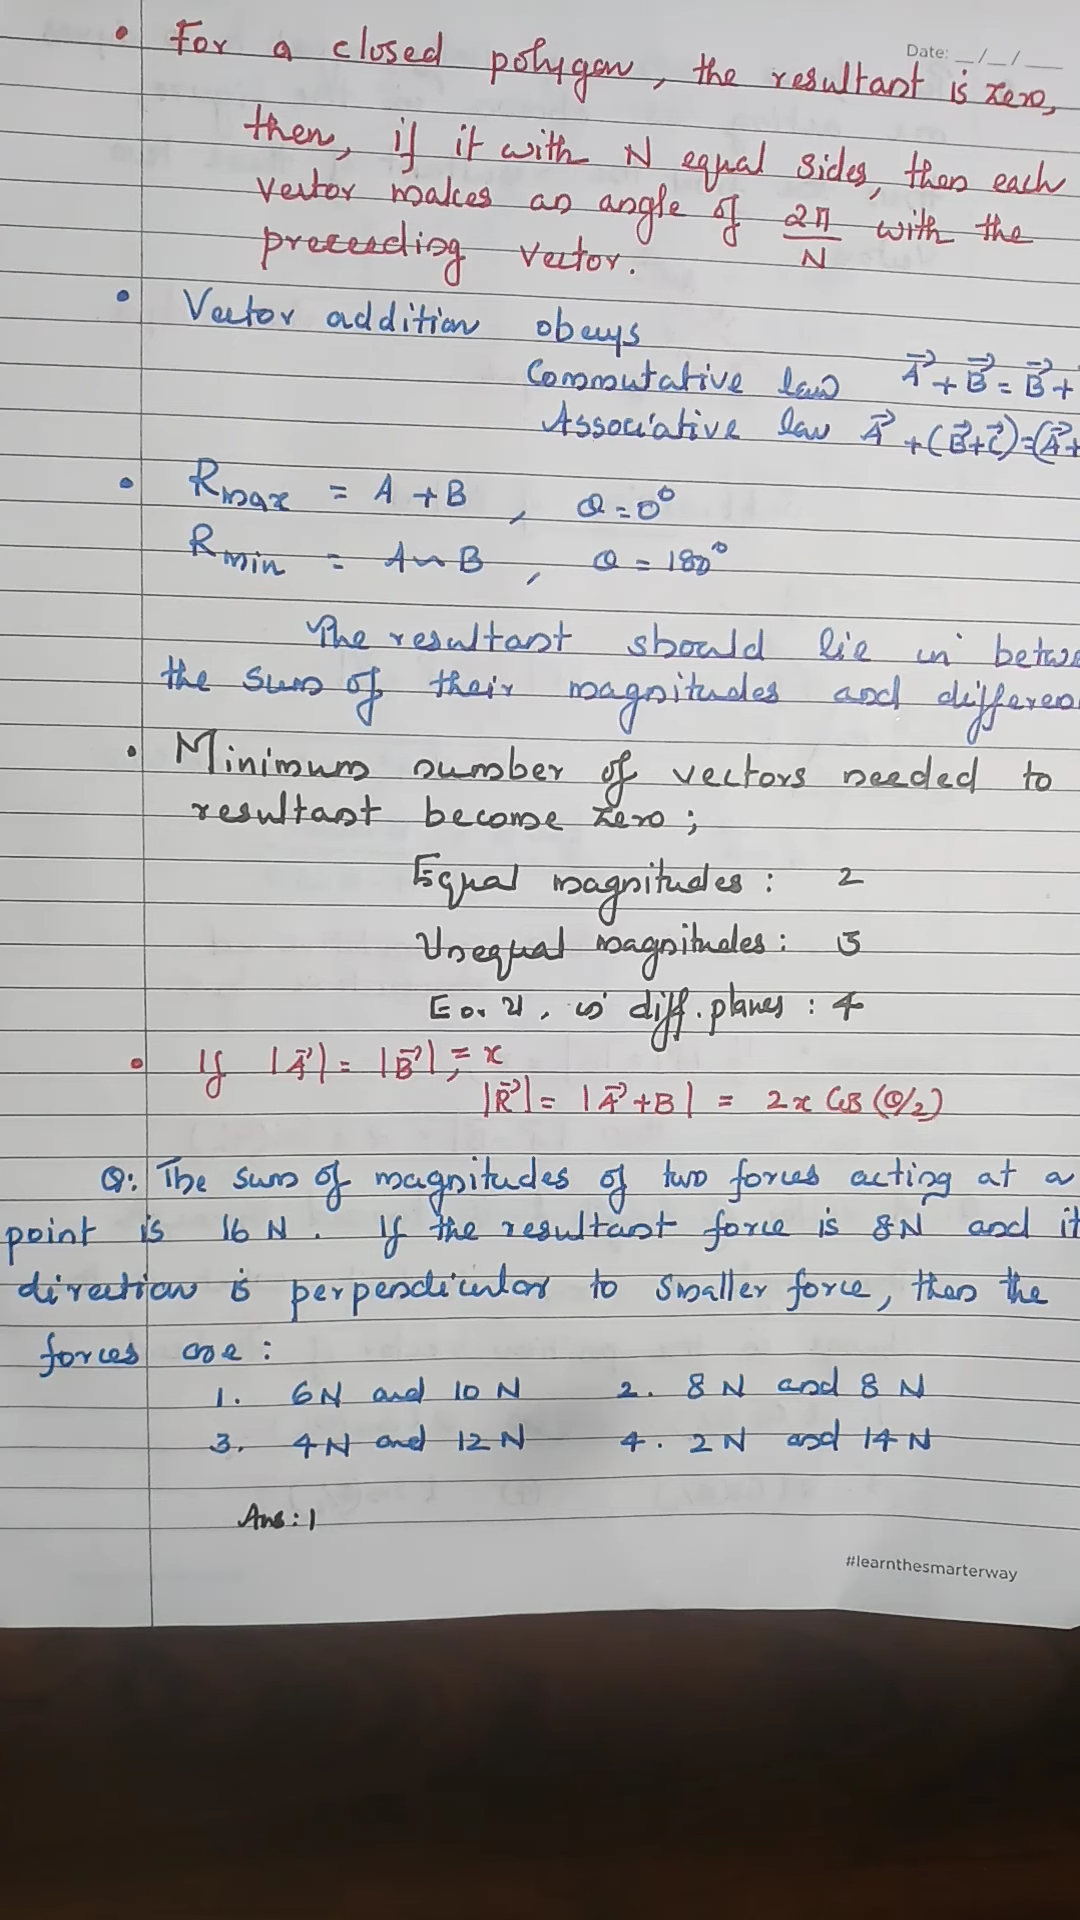 Date: _/_/__
• For a closed polygon, the resultant is zero,
then, if it with N equal sides, then each
vector makes an angle of 2π/N with the
preceeding vector.
• Vector addition obeys
Commutative law A⃗ + B⃗ = B⃗ +
Associative law A⃗ + (B⃗+C⃗)=(A⃗+
• Rmax = A + B , θ = 0°
Rmin = A ~ B , θ = 180°
The resultant should lie in betwe
the sum of their magnitudes and differen
• Minimum number of vectors needed to
resultant become zero ;
Equal magnitudes : 2
Unequal magnitudes : 3
E or U, in diff. planes : 4
• If |A⃗| = |B⃗|, = x
|R⃗| = |A⃗ + B| = 2x Cos (θ/2)
Q: The sum of magnitudes of two forces acting at a
point is 16 N. If the resultant force is 8N and it
direction is perpendicular to smaller force, then the
forces are :
1. 6N and 10 N 2. 8 N and 8 N
3. 4N and 12 N 4. 2 N and 14 N
Ans : 1
#learnthesmarterway